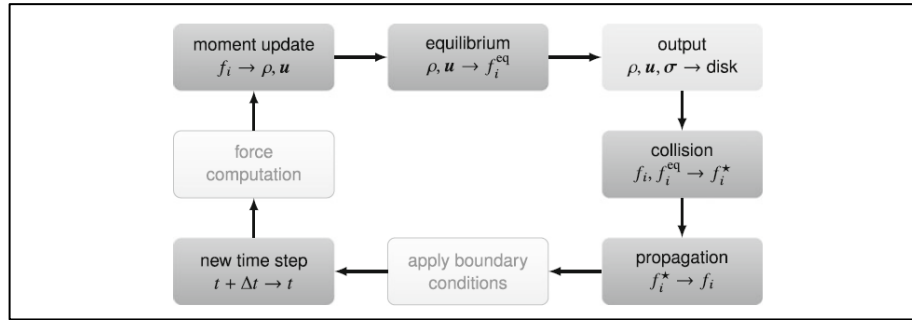 moment update
f_i → ρ, u
equilibrium
ρ, u → f_i^eq
output
ρ, u, σ → disk
force
computation
collision
f_i, f_i^eq → f_i^★
new time step
t + Δt → t
apply boundary
conditions
propagation
f_i^★ → f_i